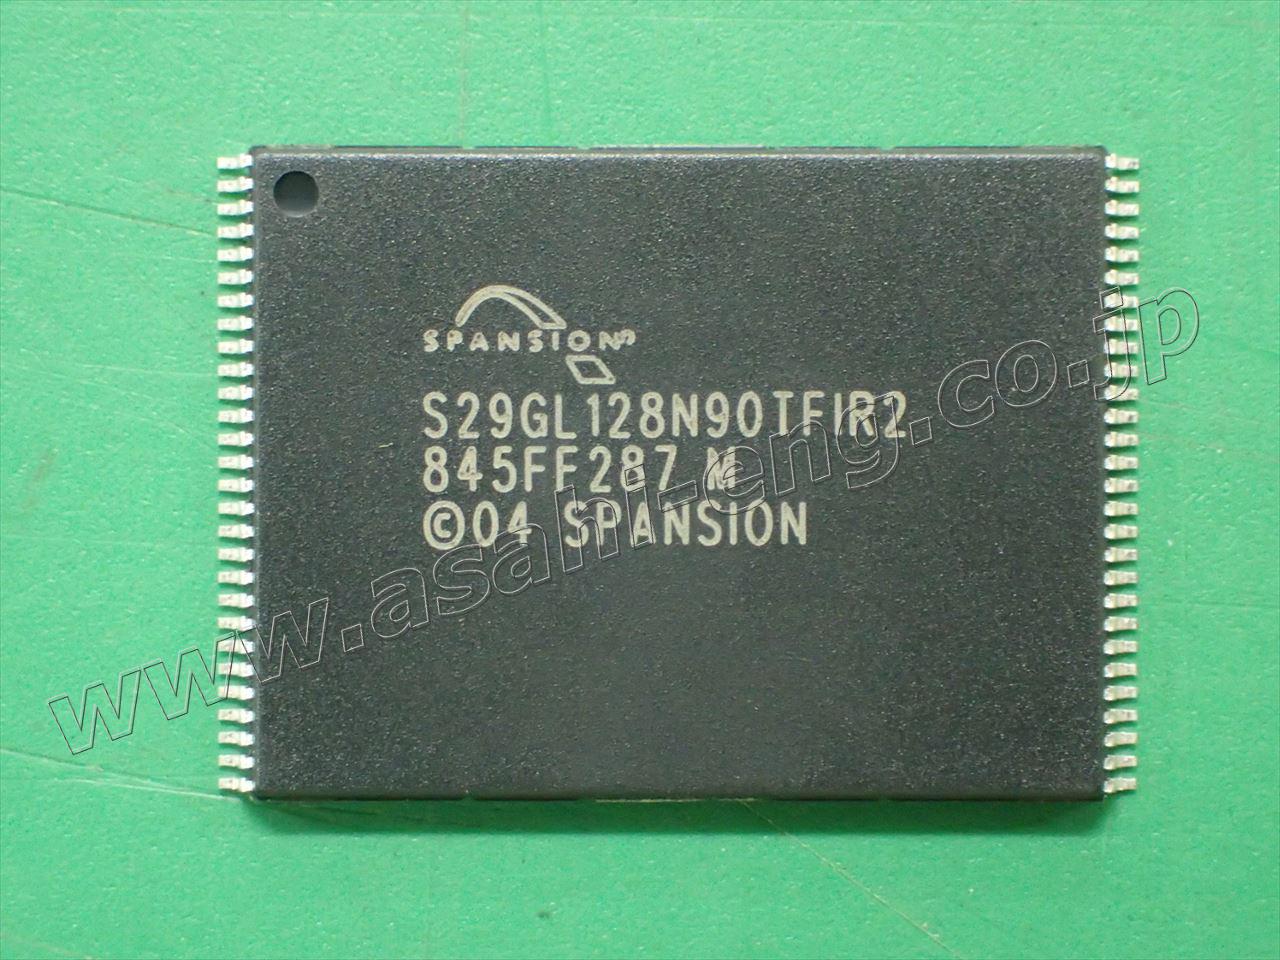 SPANSION
S29GL128N90TFIR2
845FF287 M
©04 SPANSION
www.asahi-eng.co.jp